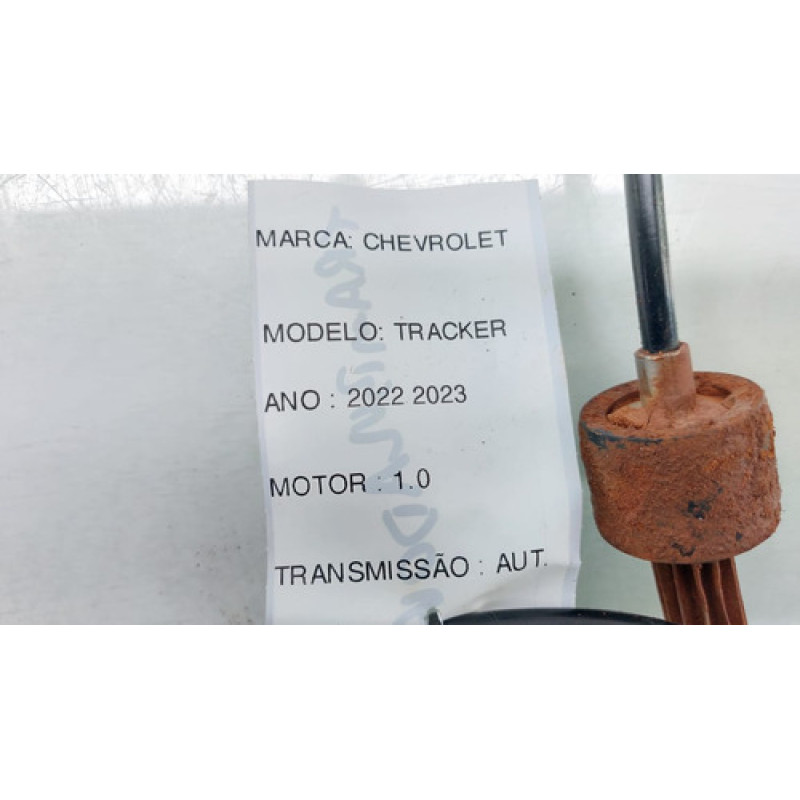 MARCA: CHEVROLET
MODELO: TRACKER
ANO : 2022 2023
MOTOR : 1.0
TRANSMISSÃO : AUT.